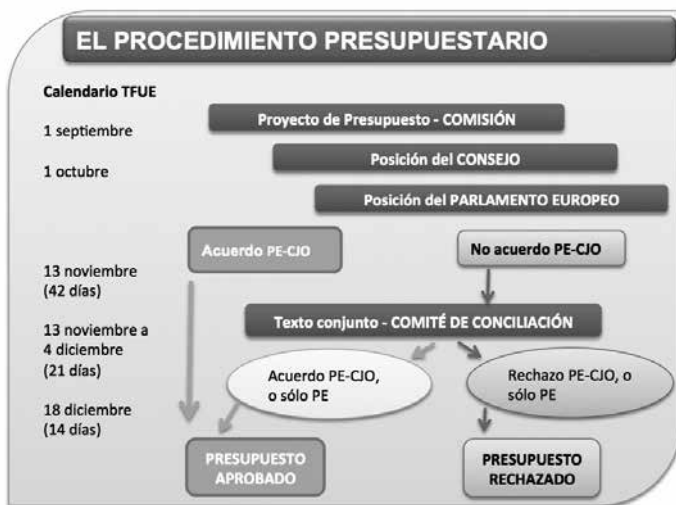 EL PROCEDIMIENTO PRESUPUESTARIO
Calendario TFUE
Proyecto de Presupuesto - COMISIÓN
1 septiembre
Posición del CONSEJO
1 octubre
Posición del PARLAMENTO EUROPEO
Acuerdo PE-CJO
No acuerdo PE-CJO
13 noviembre
(42 días)
Texto conjunto - COMITÉ DE CONCILIACIÓN
13 noviembre a
4 diciembre
(21 días)
Acuerdo PE-CJO,
o sólo PE
Rechazo PE-CJO, o
sólo PE
18 diciembre
(14 días)
PRESUPUESTO
APROBADO
PRESUPUESTO
RECHAZADO